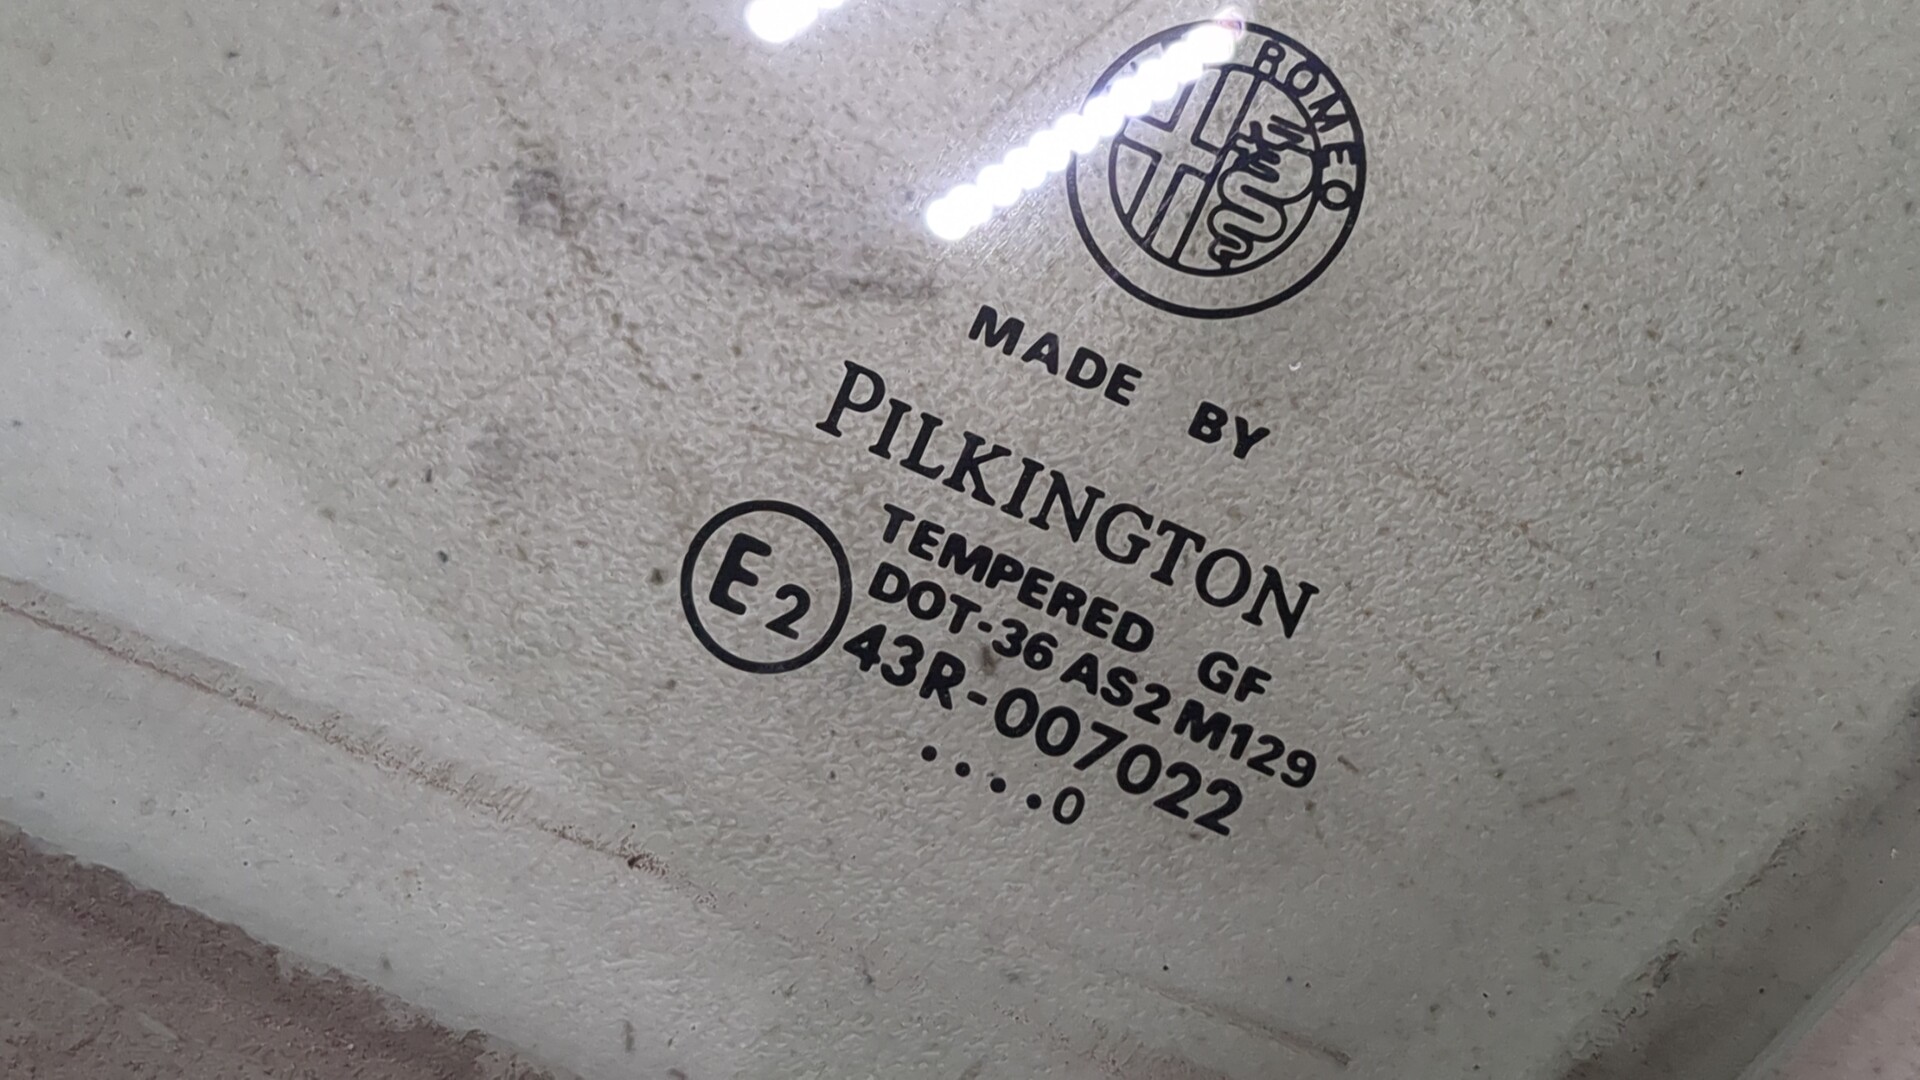 ROMEO
MADE BY
PILKINGTON
TEMPERED GF
DOT-36 AS2 M129
E2 43R-007022
....0